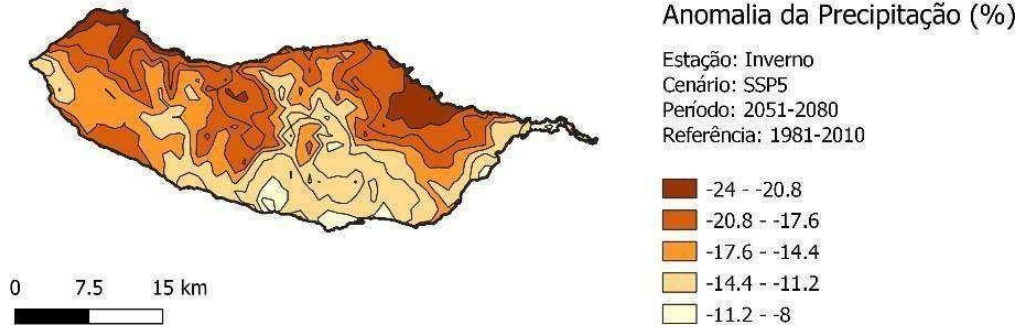 Anomalia da Precipitação (%)
Estação: Inverno
Cenário: SSP5
Período: 2051-2080
Referência: 1981-2010
-24 - -20.8
-20.8 - -17.6
-17.6 - -14.4
-14.4 - -11.2
-11.2 - -8
0 7.5 15 km